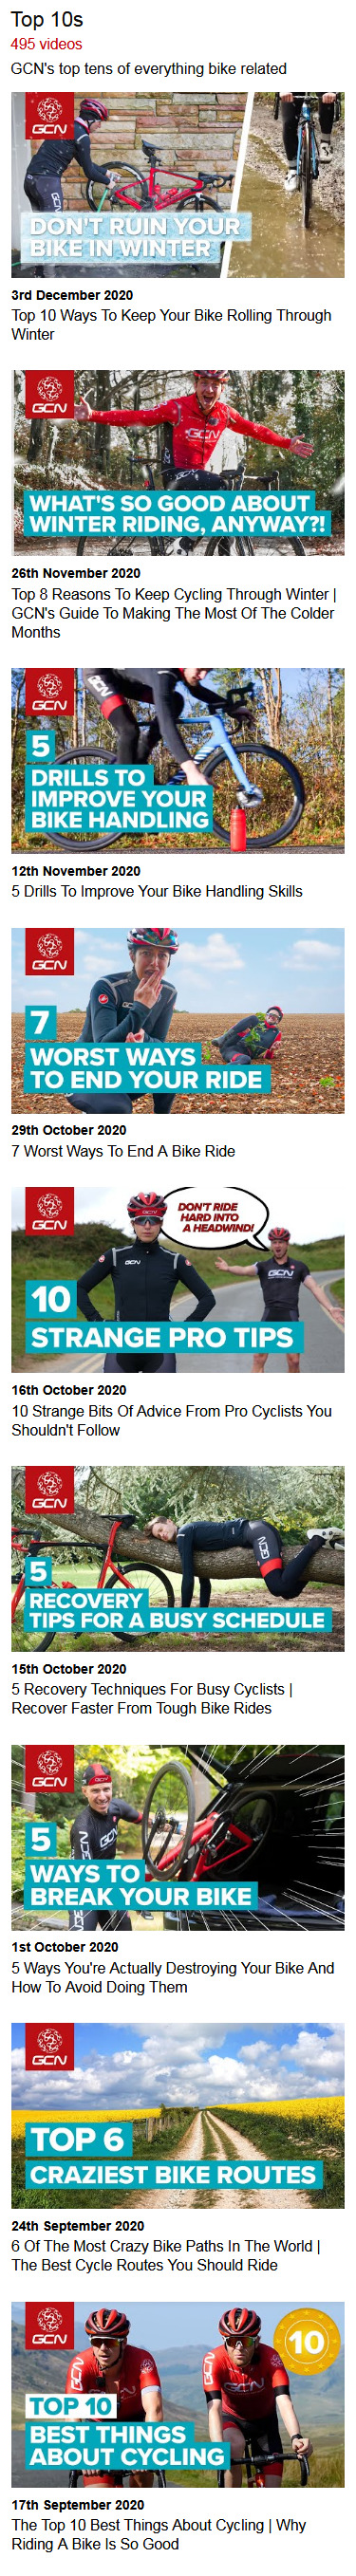 Top 10s
495 videos
GCN's top tens of everything bike related
GCN
DON'T RUIN YOUR
BIKE IN WINTER
3rd December 2020
Top 10 Ways To Keep Your Bike Rolling Through
Winter
GCN
GCN
WHAT'S SO GOOD ABOUT
WINTER RIDING, ANYWAY?!
26th November 2020
Top 8 Reasons To Keep Cycling Through Winter |
GCN's Guide To Making The Most Of The Colder
Months
GCN
GCN
5
DRILLS TO
IMPROVE YOUR
BIKE HANDLING
12th November 2020
5 Drills To Improve Your Bike Handling Skills
GCN
7
WORST WAYS
TO END YOUR RIDE
29th October 2020
7 Worst Ways To End A Bike Ride
GCN
DON'T RIDE
HARD INTO
A HEADWIND!
GCN
GCN
10
STRANGE PRO TIPS
16th October 2020
10 Strange Bits Of Advice From Pro Cyclists You
Shouldn't Follow
GCN
GCN
5
RECOVERY
TIPS FOR A BUSY SCHEDULE
15th October 2020
5 Recovery Techniques For Busy Cyclists |
Recover Faster From Tough Bike Rides
GCN
GCN
5
WAYS TO
BREAK YOUR BIKE
1st October 2020
5 Ways You're Actually Destroying Your Bike And
How To Avoid Doing Them
GCN
TOP 6
CRAZIEST BIKE ROUTES
24th September 2020
6 Of The Most Crazy Bike Paths In The World |
The Best Cycle Routes You Should Ride
GCN
10
GCN
GCN
TOP 10
BEST THINGS
ABOUT CYCLING
17th September 2020
The Top 10 Best Things About Cycling | Why
Riding A Bike Is So Good